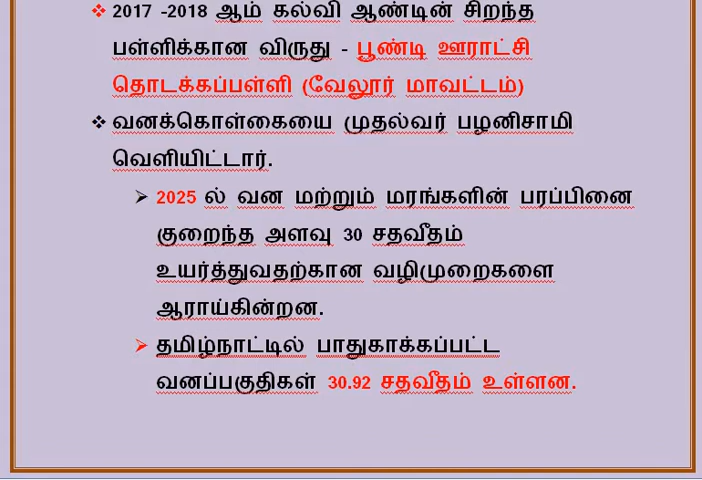 2017 -2018 ஆம் கல்வி ஆண்டின் சிறந்த
பள்ளிக்கான விருது - பூண்டி ஊராட்சி
தொடக்கப்பள்ளி (வேலூர் மாவட்டம்)
வனக்கொள்கையை முதல்வர் பழனிசாமி
வெளியிட்டார்.
2025 ல் வன மற்றும் மரங்களின் பரப்பினை
குறைந்த அளவு 30 சதவீதம்
உயர்த்துவதற்கான வழிமுறைகளை
ஆராய்கின்றன.
தமிழ்நாட்டில் பாதுகாக்கப்பட்ட
வனப்பகுதிகள் 30.92 சதவீதம் உள்ளன.